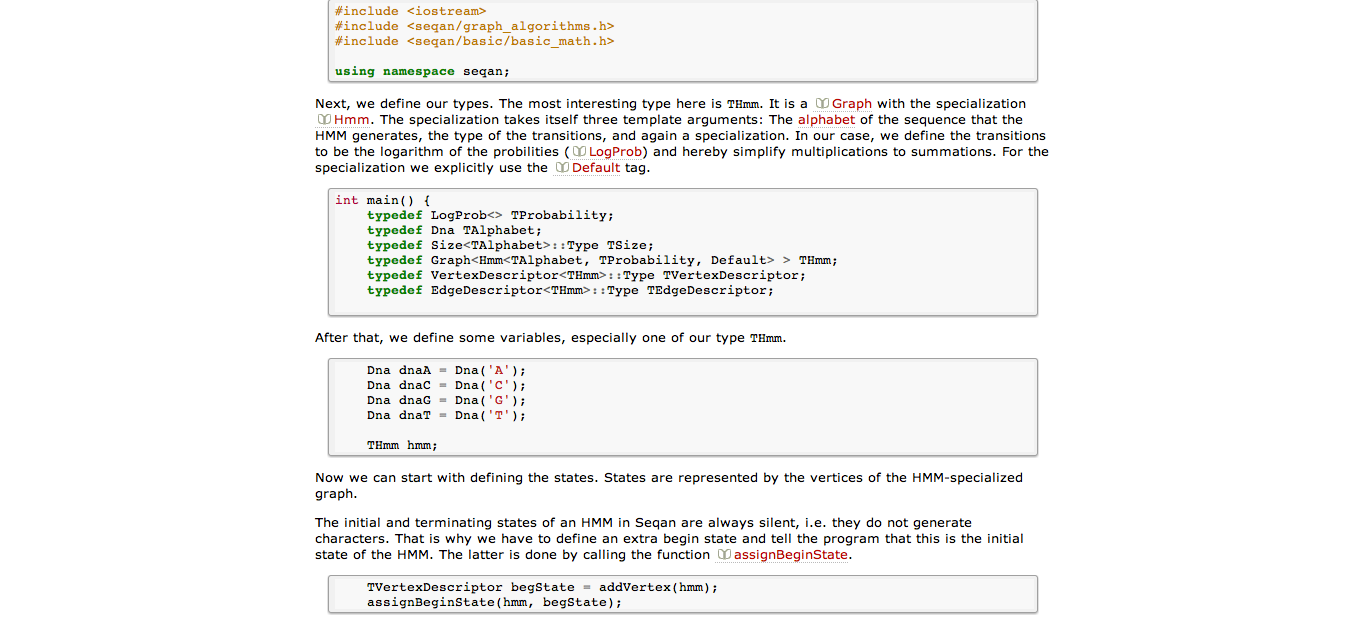 #include <iostream>
#include <seqan/graph_algorithms.h>
#include <seqan/basic/basic_math.h>
using namespace seqan;
Next, we define our types. The most interesting type here is THmm. It is a Graph with the specialization
Hmm. The specialization takes itself three template arguments: The alphabet of the sequence that the
HMM generates, the type of the transitions, and again a specialization. In our case, we define the transitions
to be the logarithm of the probilities (LogProb) and hereby simplify multiplications to summations. For the
specialization we explicitly use the Default tag.
int main() {
    typedef LogProb<> TProbability;
    typedef Dna TAlphabet;
    typedef Size<TAlphabet>::Type TSize;
    typedef Graph<Hmm<TAlphabet, TProbability, Default> > THmm;
    typedef VertexDescriptor<THmm>::Type TVertexDescriptor;
    typedef EdgeDescriptor<THmm>::Type TEdgeDescriptor;
After that, we define some variables, especially one of our type THmm.
    Dna dnaA = Dna('A');
    Dna dnaC = Dna('C');
    Dna dnaG = Dna('G');
    Dna dnaT = Dna('T');
    THmm hmm;
Now we can start with defining the states. States are represented by the vertices of the HMM-specialized
graph.
The initial and terminating states of an HMM in Seqan are always silent, i.e. they do not generate
characters. That is why we have to define an extra begin state and tell the program that this is the initial
state of the HMM. The latter is done by calling the function assignBeginState.
    TVertexDescriptor begState = addVertex(hmm);
    assignBeginState(hmm, begState);